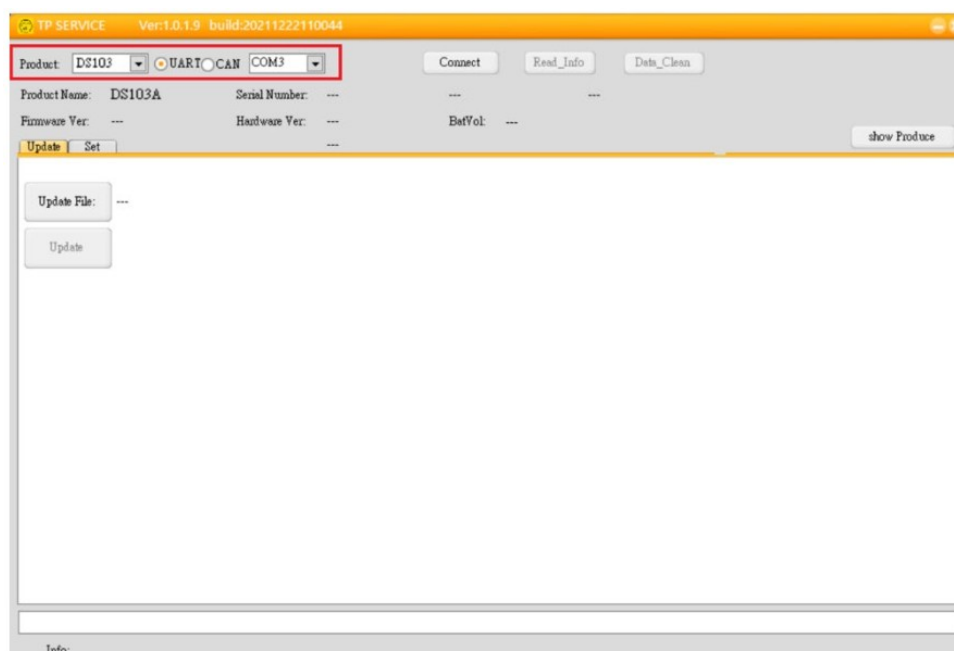 TP SERVICE Ver:1.0.1.9 build:20211222110044
Product: DS103 UART CAN COM3 Connect Read_Info Data_Clean
Product Name: DS103A Serial Number: --- --- ---
Firmware Ver: --- Hardware Ver: --- BatVol: ---
show Produce
Update Set ---
Update File: ---
Update
Info: